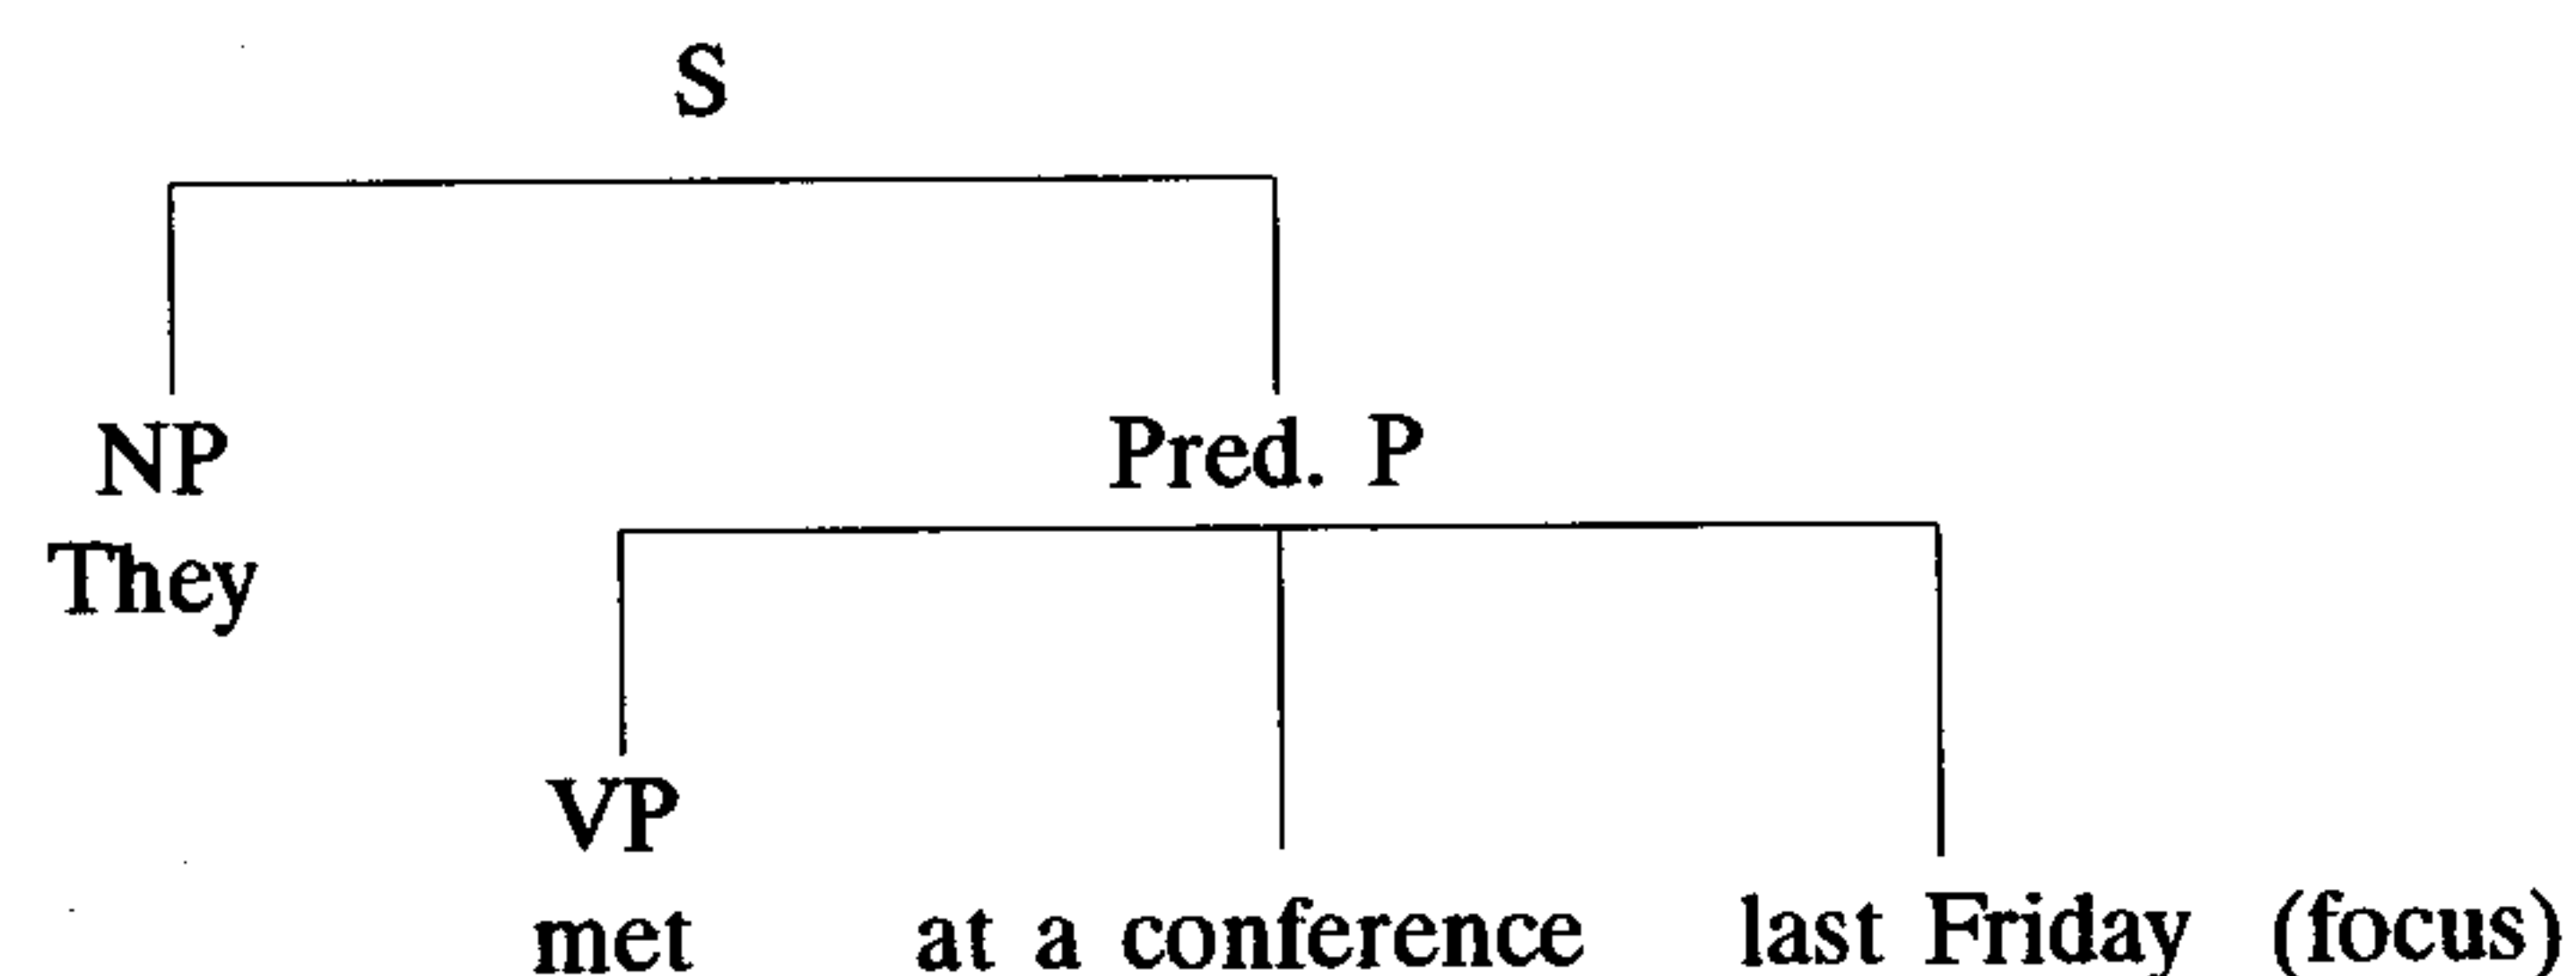 S
NP Pred. P
They
VP
met at a conference last Friday (focus)